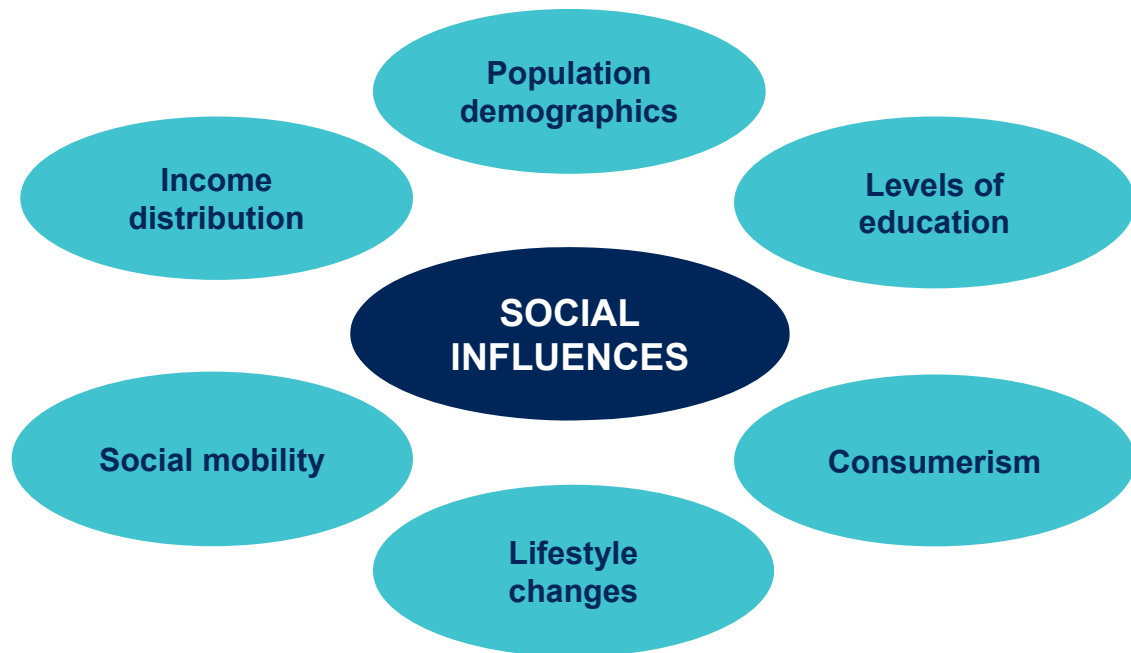 Population
demographics
Income
distribution
Levels of
education
SOCIAL
INFLUENCES
Social mobility
Consumerism
Lifestyle
changes